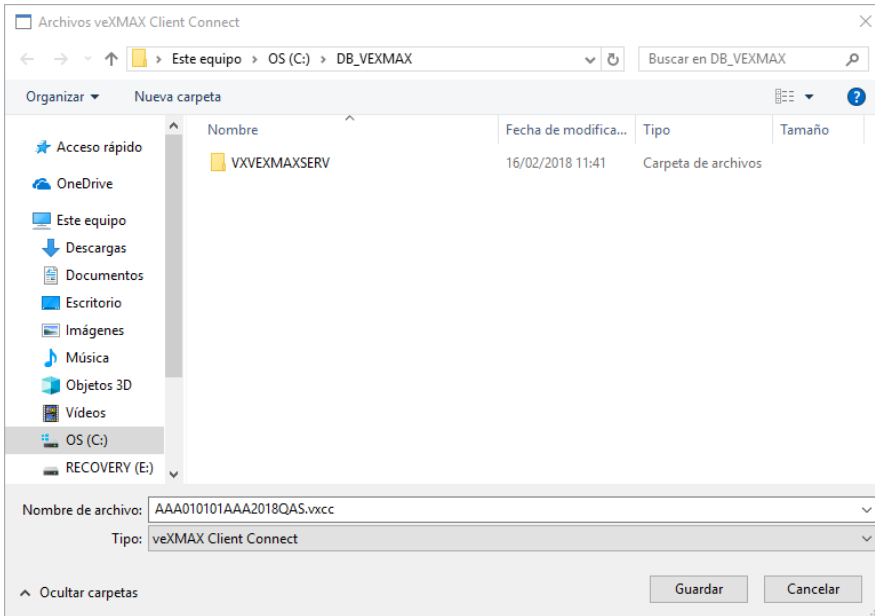 Archivos veXMAX Client Connect
Este equipo > OS (C:) > DB_VEXMAX
Buscar en DB_VEXMAX
Organizar
Nueva carpeta
Nombre
Fecha de modifica...
Tipo
Tamaño
Acceso rápido
OneDrive
Este equipo
Descargas
Documentos
Escritorio
Imágenes
Música
Objetos 3D
Vídeos
OS (C:)
RECOVERY (E:)
VXVEXMAXSERV
16/02/2018 11:41
Carpeta de archivos
Nombre de archivo: AAA010101AAA2018QAS.vxcc
Tipo: veXMAX Client Connect
Ocultar carpetas
Guardar
Cancelar